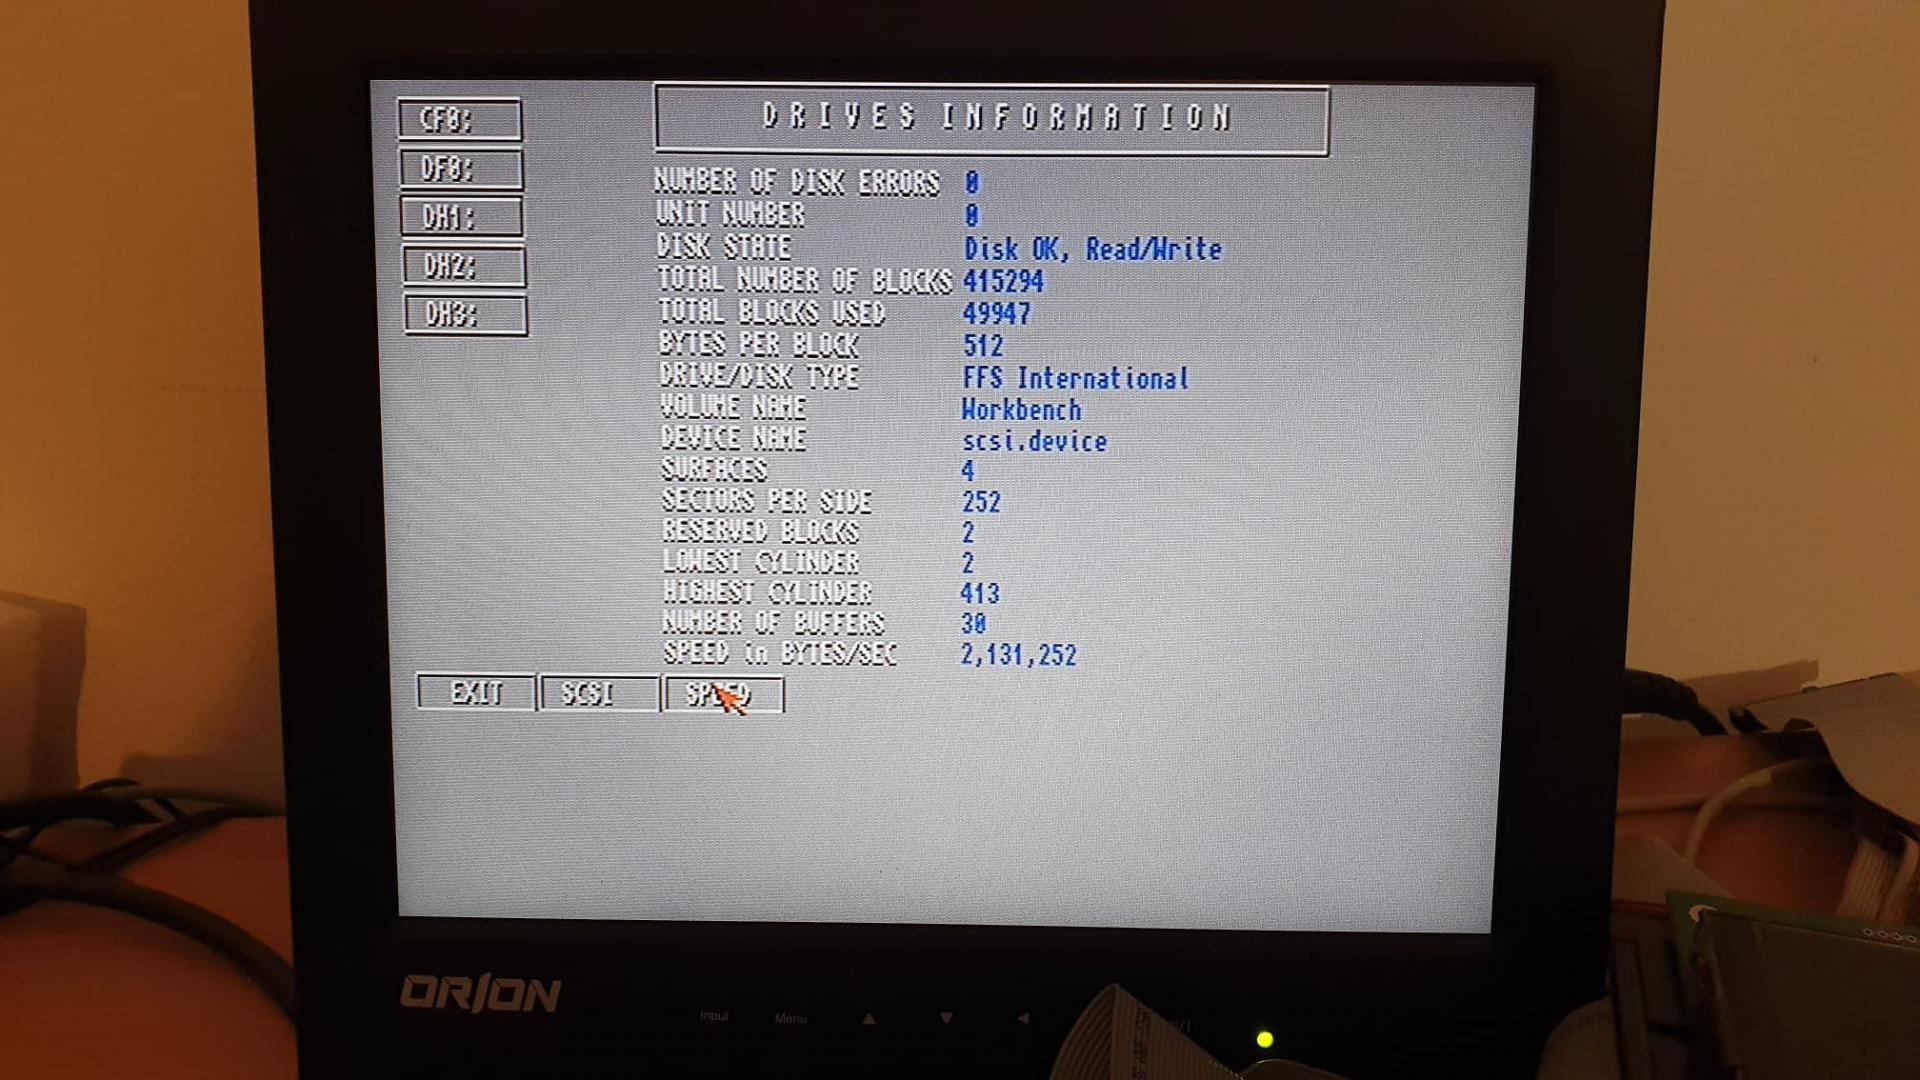 DRIVES INFORMATION
CF0:
DF0:
DH1:
DH2:
DH3:
NUMBER OF DISK ERRORS 0
UNIT NUMBER 0
DISK STATE Disk OK, Read/Write
TOTAL NUMBER OF BLOCKS 415294
TOTAL BLOCKS USED 49947
BYTES PER BLOCK 512
DRIVE/DISK TYPE FFS International
VOLUME NAME Workbench
DEVICE NAME scsi.device
SURFACES 4
SECTORS PER SIDE 252
RESERVED BLOCKS 2
LOWEST CYLINDER 2
HIGHEST CYLINDER 413
NUMBER OF BUFFERS 30
SPEED in BYTES/SEC 2,131,252
EXIT SCSI SPEED
ORION
Input Menu